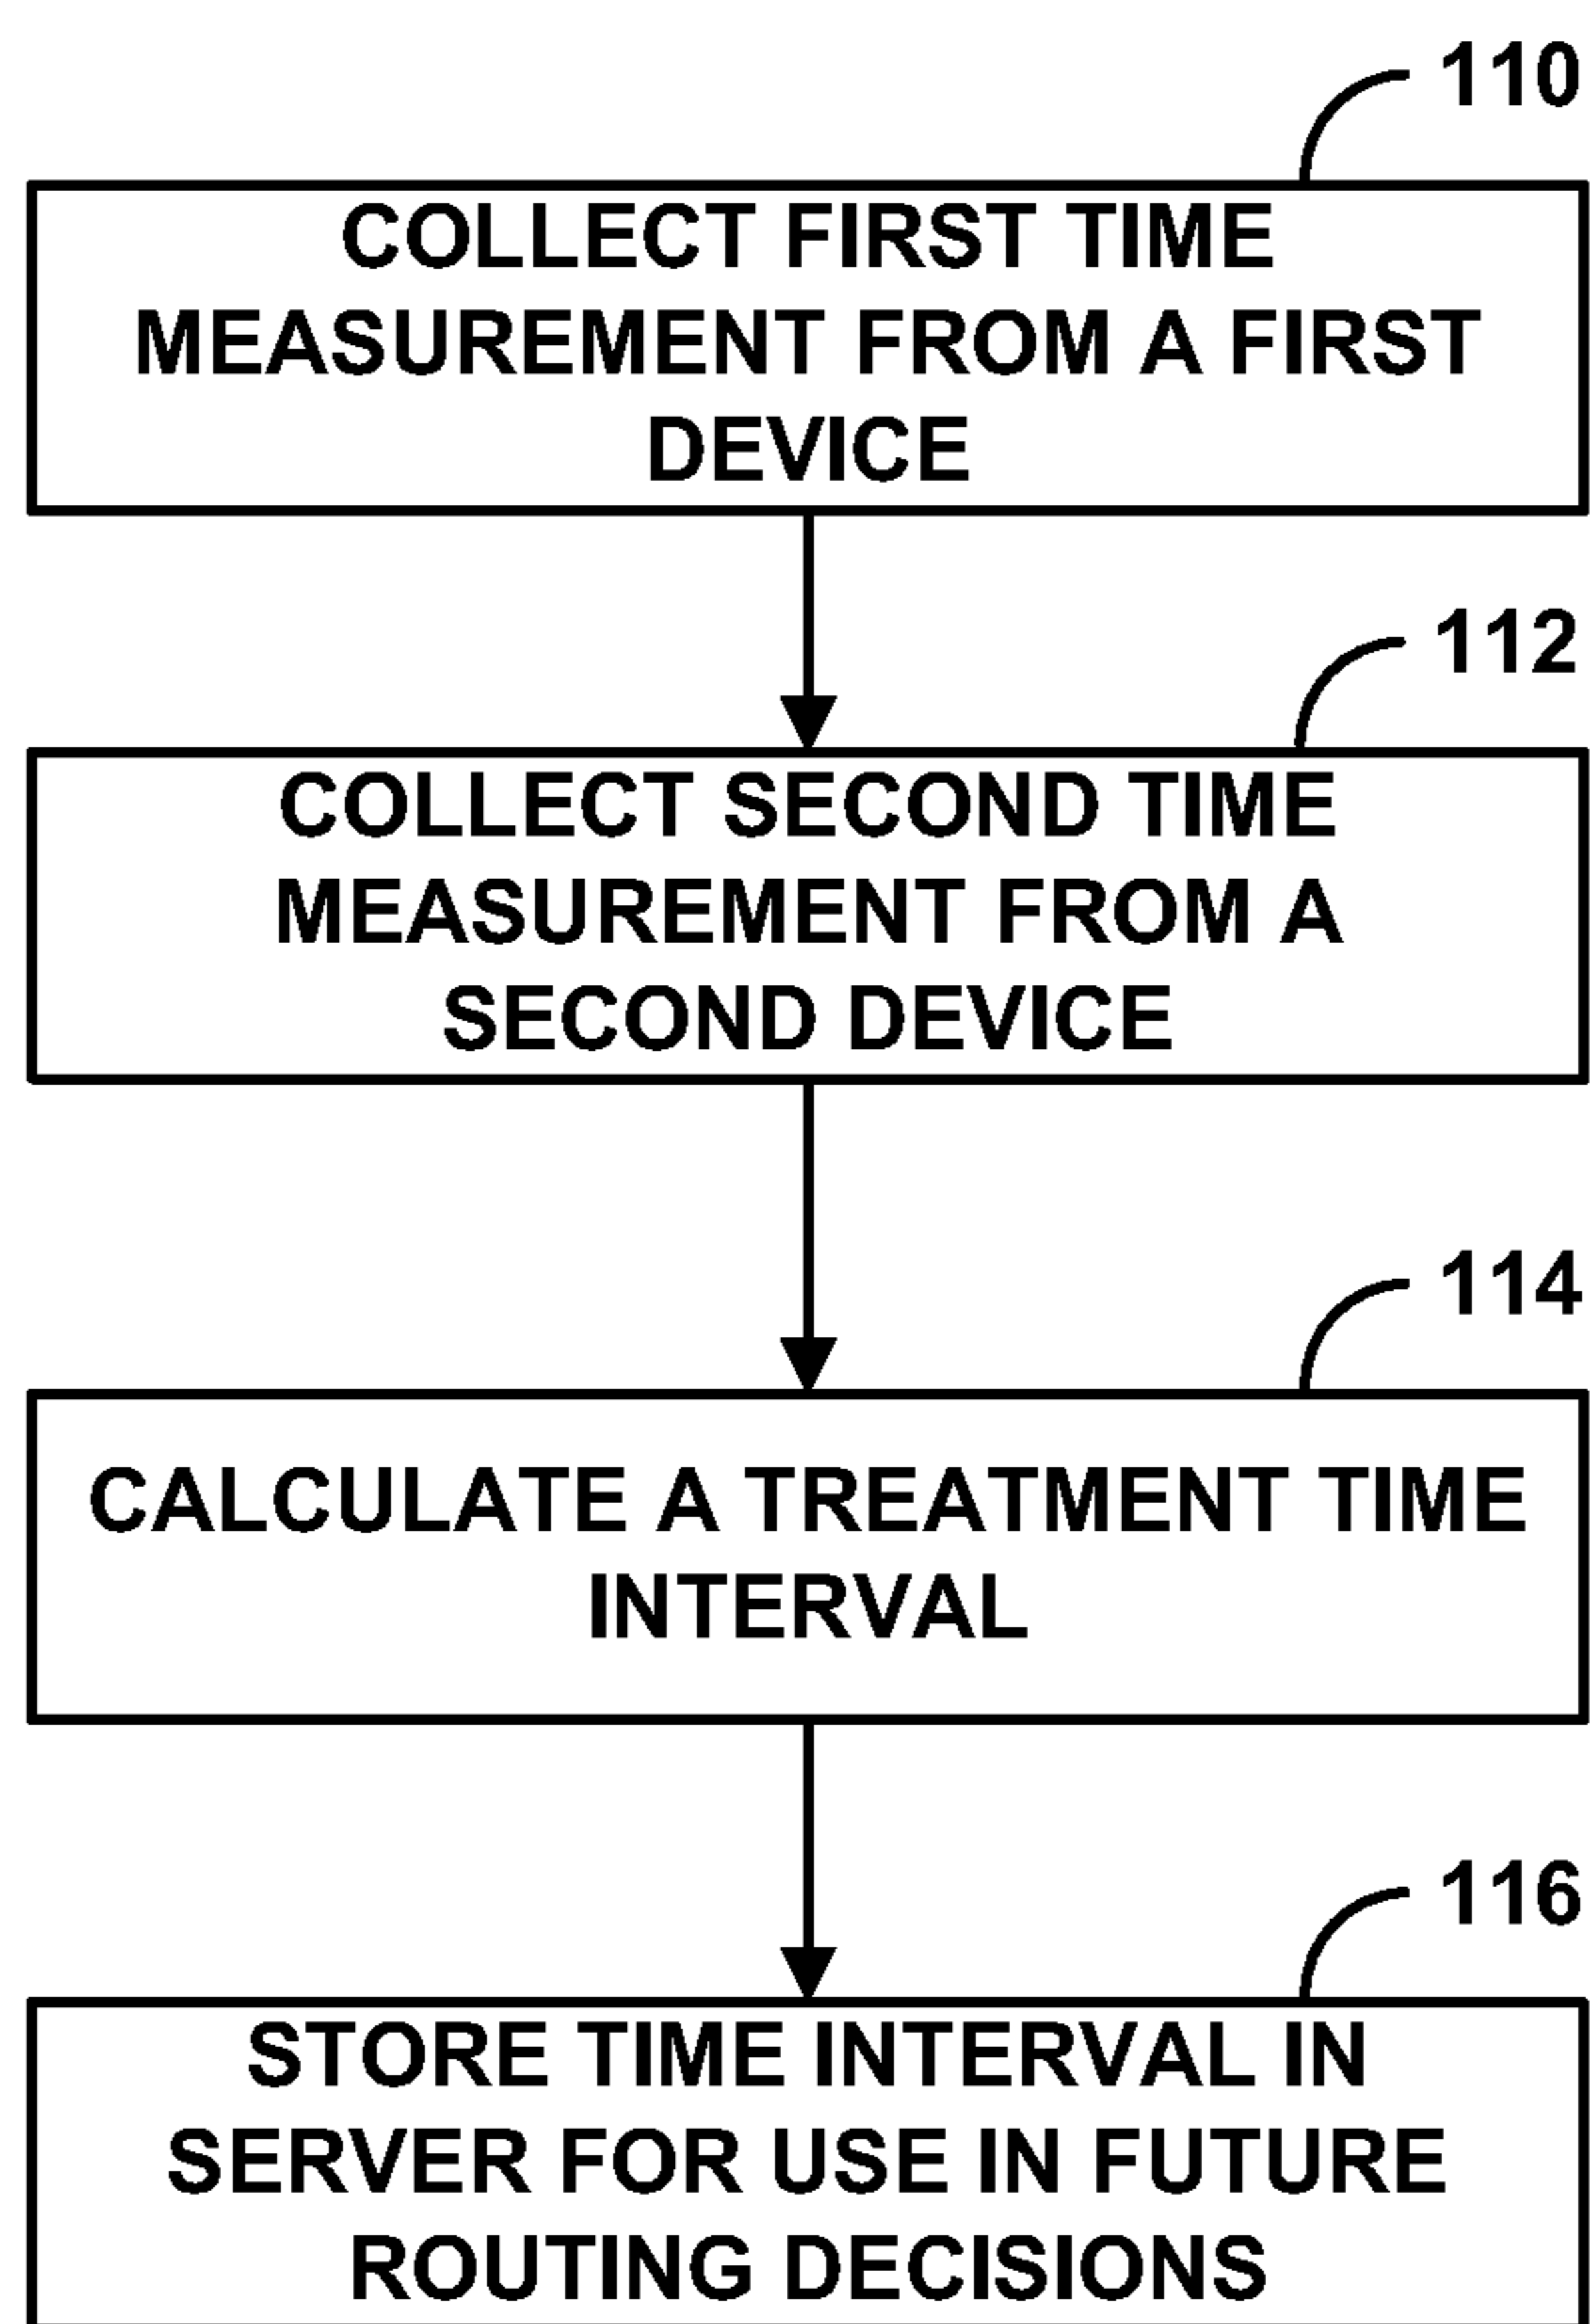 110
COLLECT FIRST TIME
MEASUREMENT FROM A FIRST
DEVICE
112
COLLECT SECOND TIME
MEASUREMENT FROM A
SECOND DEVICE
114
CALCULATE A TREATMENT TIME
INTERVAL
116
STORE TIME INTERVAL IN
SERVER FOR USE IN FUTURE
ROUTING DECISIONS